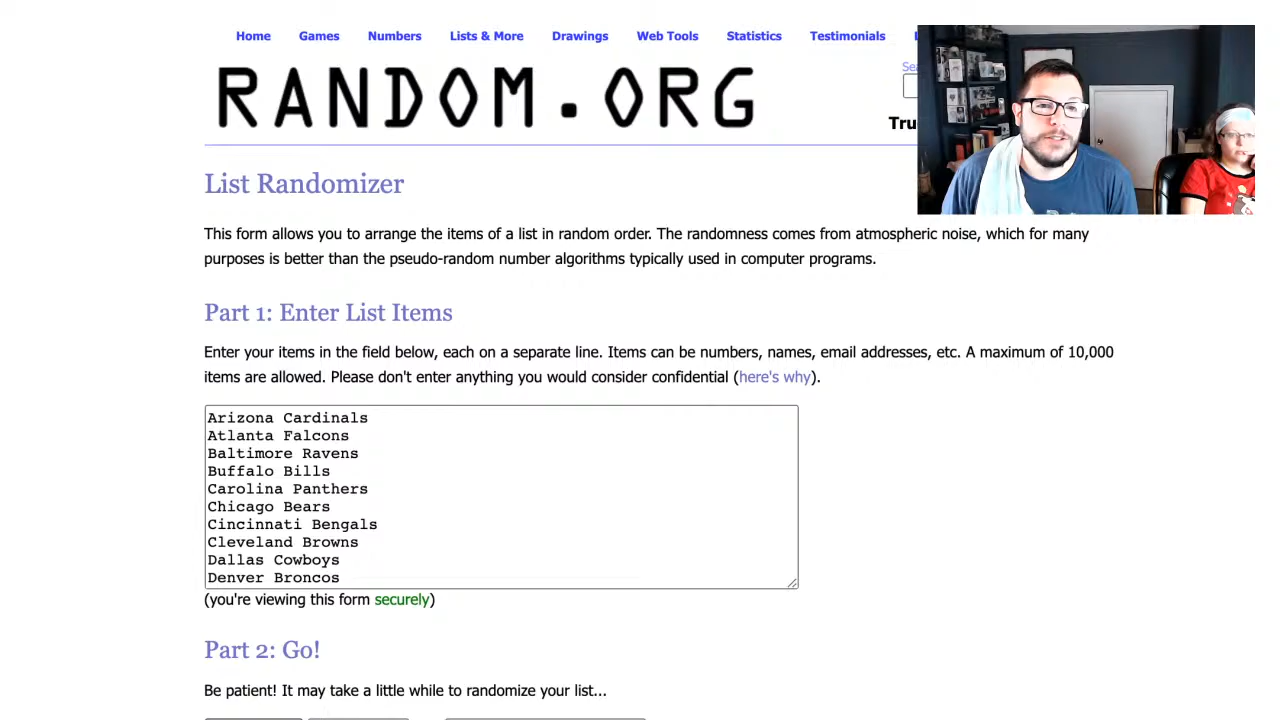 Home Games Numbers Lists & More Drawings Web Tools Statistics Testimonials
RANDOM.ORG
List Randomizer
This form allows you to arrange the items of a list in random order. The randomness comes from atmospheric noise, which for many
purposes is better than the pseudo-random number algorithms typically used in computer programs.
Part 1: Enter List Items
Enter your items in the field below, each on a separate line. Items can be numbers, names, email addresses, etc. A maximum of 10,000
items are allowed. Please don't enter anything you would consider confidential (here's why).
Arizona Cardinals
Atlanta Falcons
Baltimore Ravens
Buffalo Bills
Carolina Panthers
Chicago Bears
Cincinnati Bengals
Cleveland Browns
Dallas Cowboys
Denver Broncos
(you're viewing this form securely)
Part 2: Go!
Be patient! It may take a little while to randomize your list...